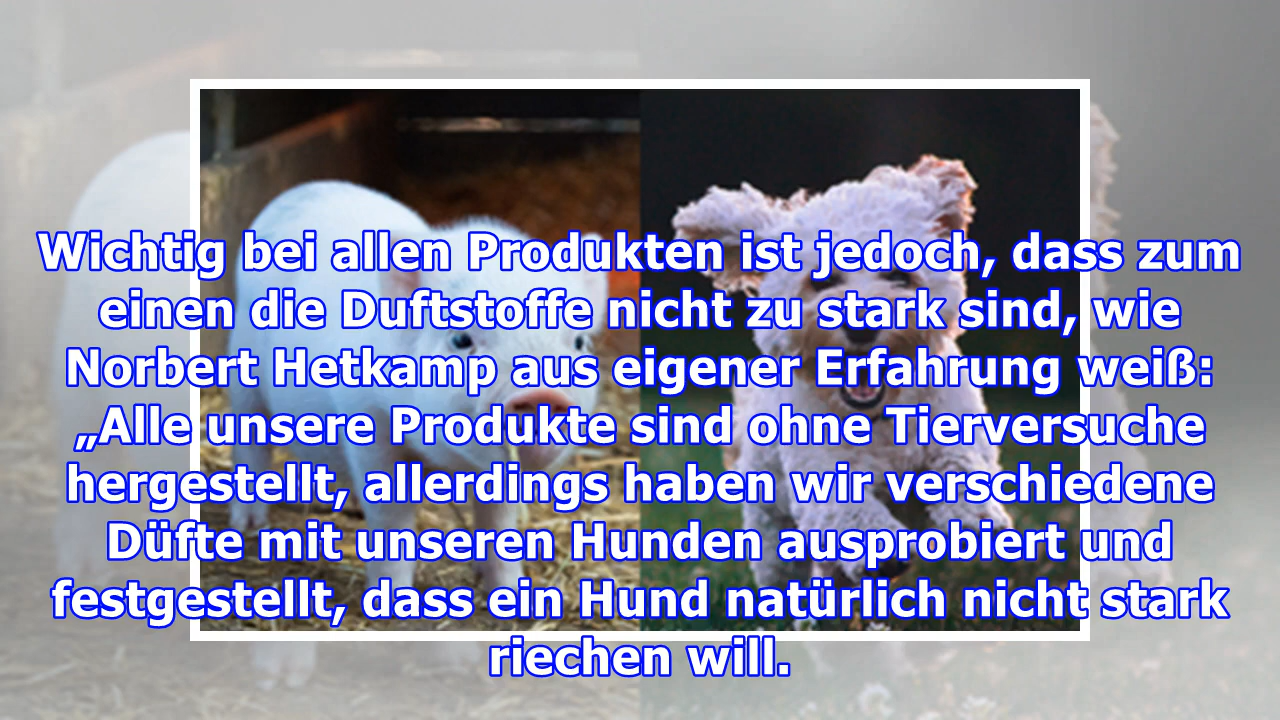 Wichtig bei allen Produkten ist jedoch, dass zum
einen die Duftstoffe nicht zu stark sind, wie
Norbert Hetkamp aus eigener Erfahrung weiß:
„Alle unsere Produkte sind ohne Tierversuche
hergestellt, allerdings haben wir verschiedene
Düfte mit unseren Hunden ausprobiert und
festgestellt, dass ein Hund natürlich nicht stark
riechen will.